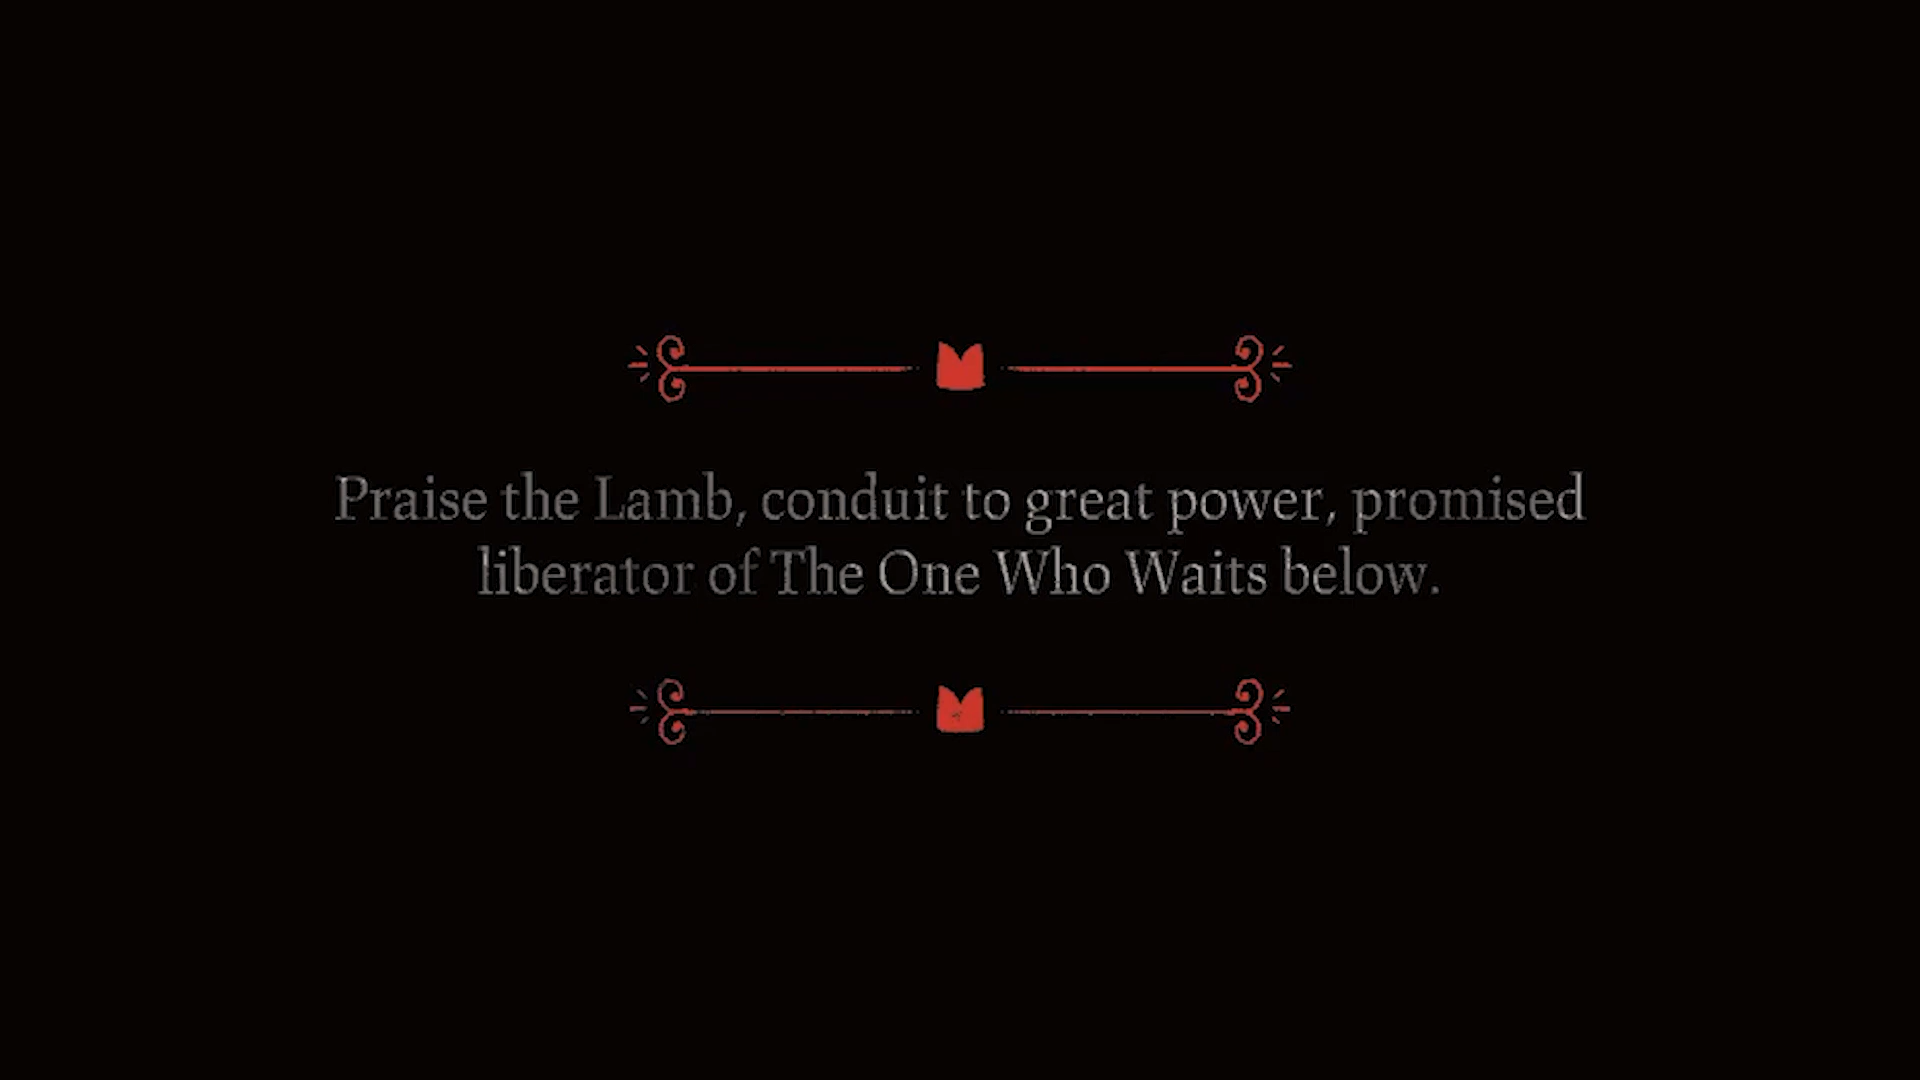 Praise the Lamb, conduit to great power, promised
liberator of The One Who Waits below.